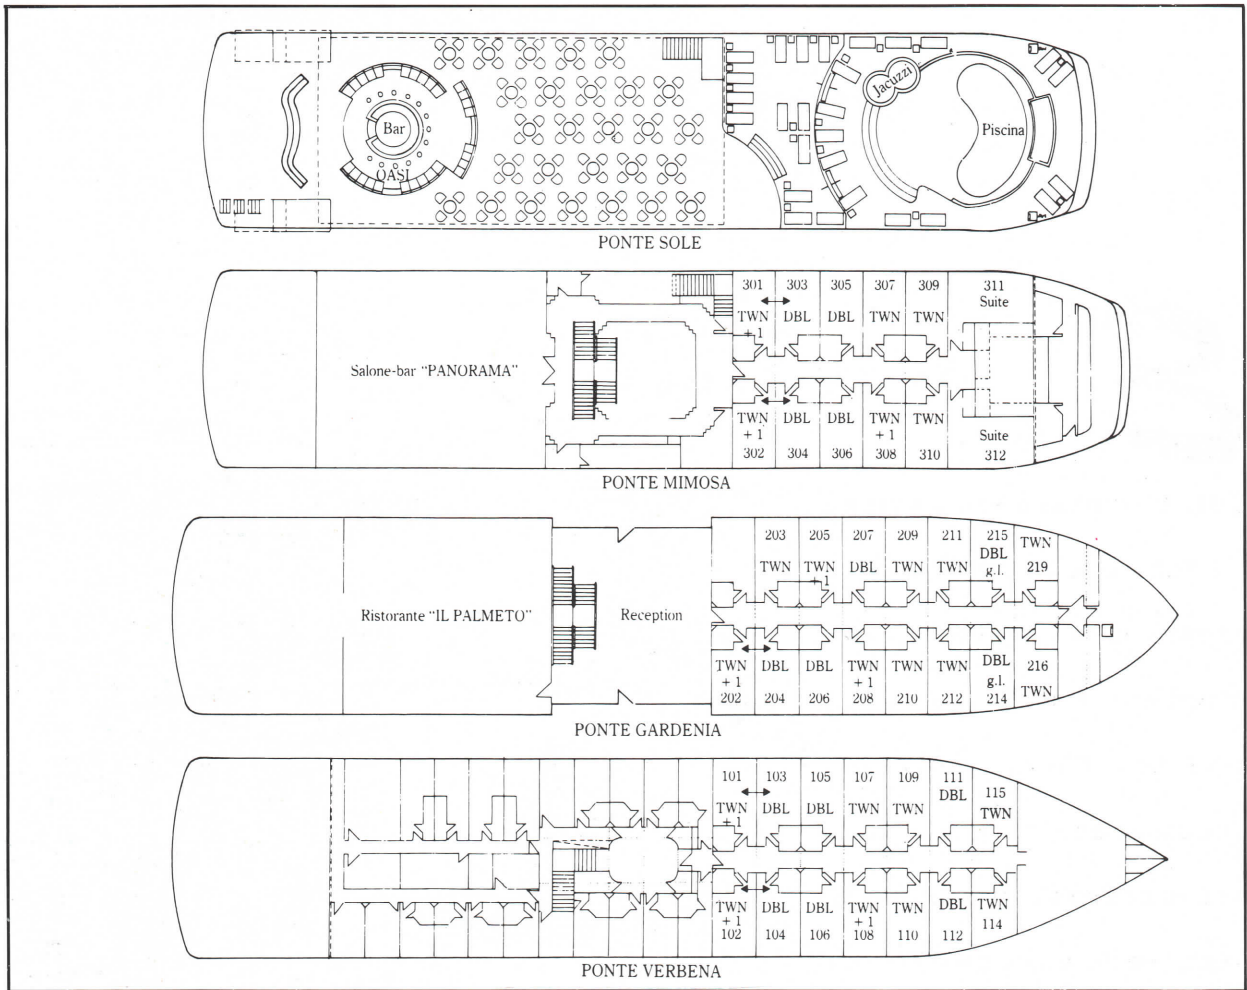 Bar
OASI
Jacuzzi
Piscina
PONTE SOLE
301 303 305 307 309 311
Suite
TWN DBL DBL TWN TWN
+ 1
Salone-bar "PANORAMA"
TWN DBL DBL TWN TWN Suite
+ 1 + 1
302 304 306 308 310 312
PONTE MIMOSA
203 205 207 209 211 215 TWN
TWN TWN DBL TWN TWN DBL 219
+ 1 g.l.
Ristorante "IL PALMETO" Reception
TWN DBL DBL TWN TWN TWN DBL 216
+ 1 + 1 g.l.
202 204 206 208 210 212 214 TWN
PONTE GARDENIA
101 103 105 107 109 111 115
DBL
TWN DBL DBL TWN TWN TWN
+ 1
TWN DBL DBL TWN TWN DBL TWN
+ 1 + 1 114
102 104 106 108 110 112
PONTE VERBENA